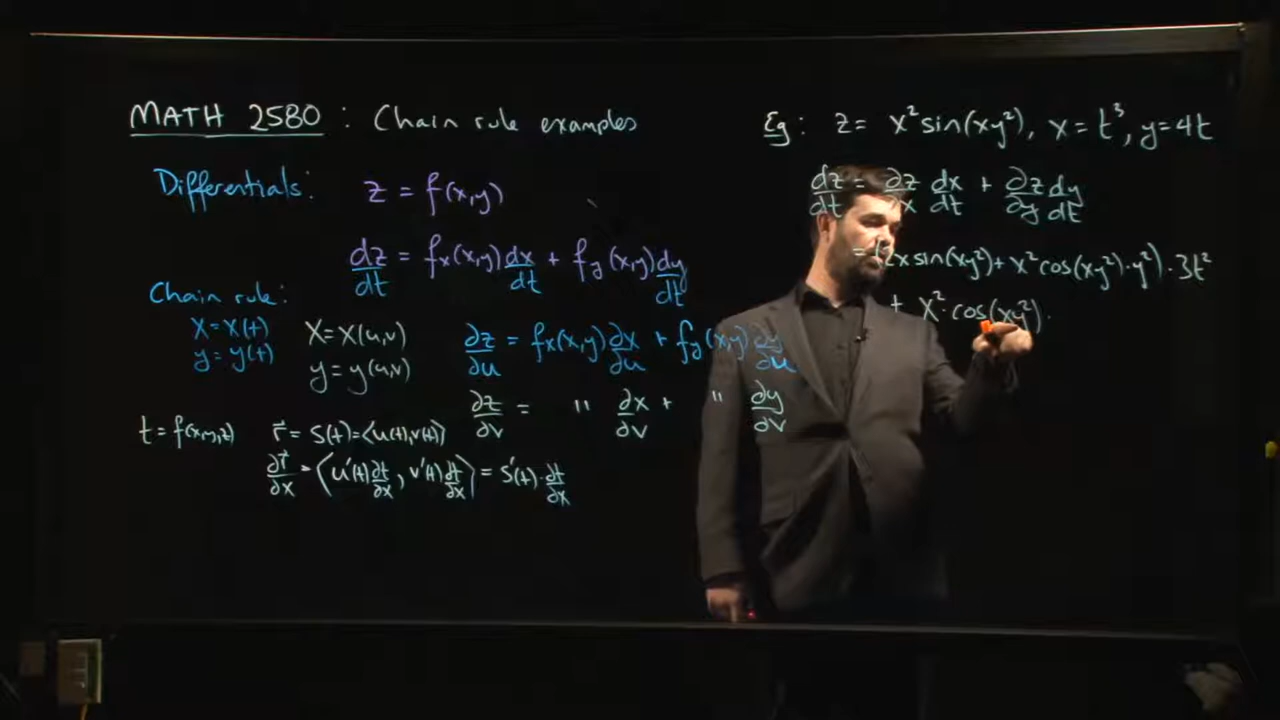 MATH 2580 : Chain rule examples
Differentials: z = f(x,y)
dz/dt = fx(x,y) dx/dt + fy(x,y) dy/dt
Chain rule:
x = x(t)
y = y(t)
x = x(u,v)
y = y(u,v)
∂z/∂u = fx(x,y) ∂x/∂u + fy(x,y) ∂y/∂u
∂z/∂v = " ∂x/∂v + " ∂y/∂v
t = f(x,y,z) r⃗ = s(t) = ⟨u(t), v(t)⟩
∂r⃗/∂x = ⟨u'(t) ∂t/∂x, v'(t) ∂t/∂x⟩ = s'(t) · ∂t/∂x
Eg: z = x² sin(xy²), x = t³, y = 4t
dz/dt = ∂z/∂x dx/dt + ∂z/∂y dy/dt
= (2x sin(xy²) + x² cos(xy²) · y²) · 3t²
+ x² · cos(xy²) ·